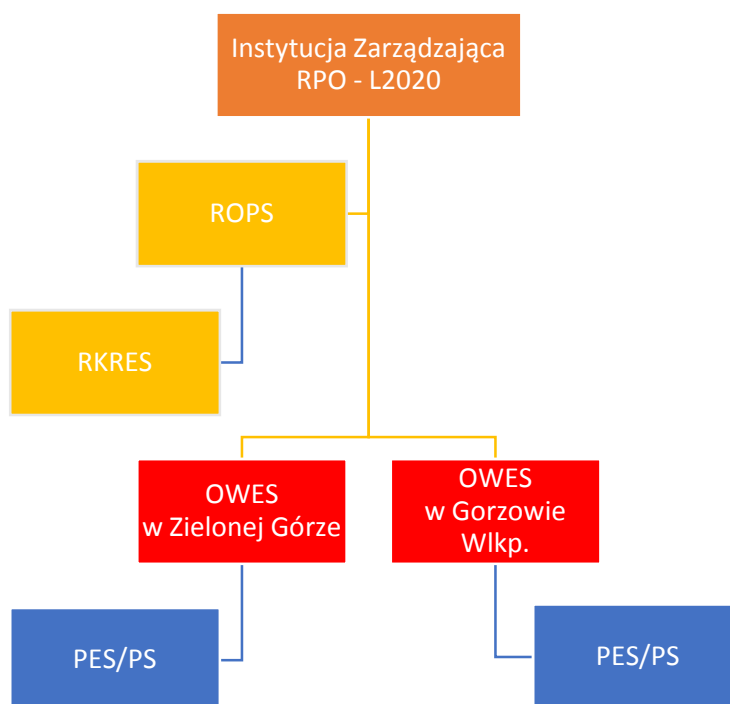 Instytucja Zarządzająca
RPO - L2020
ROPS
RKRES
OWES
w Zielonej Górze
OWES
w Gorzowie
Wlkp.
PES/PS
PES/PS